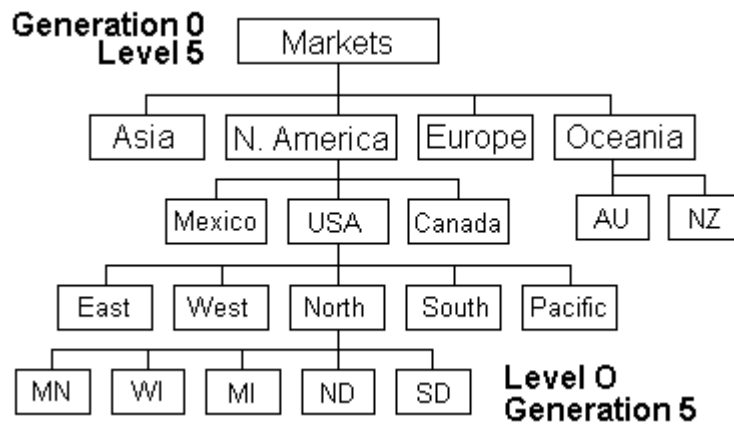 Generation 0
Level 5
Markets
Asia
N. America
Europe
Oceania
Mexico
USA
Canada
AU
NZ
East
West
North
South
Pacific
MN
WI
MI
ND
SD
Level O
Generation 5